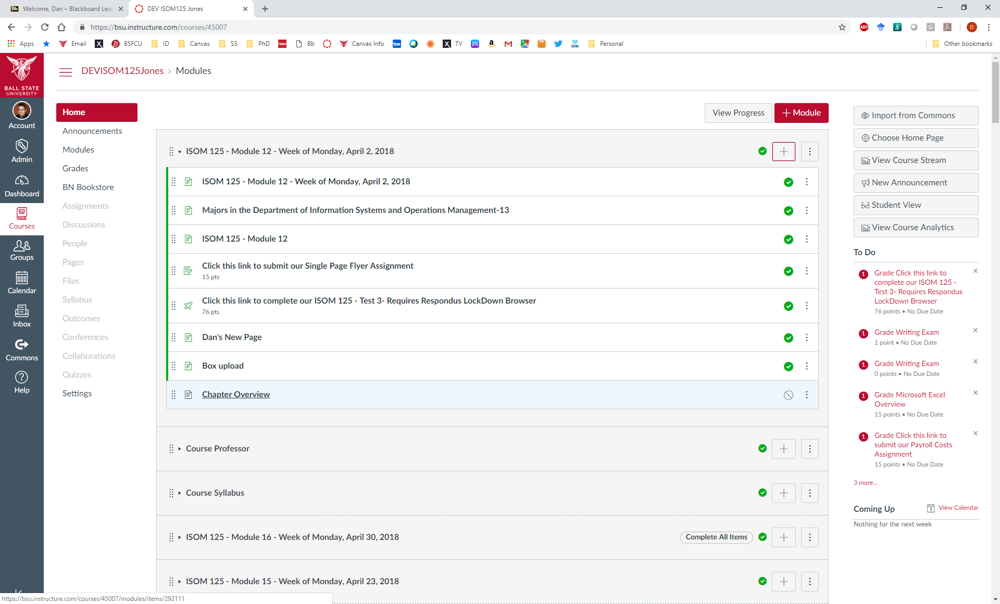 Welcome, Dan – Blackboard Lear
DEV ISOM125 Jones
https://bsu.instructure.com/courses/45007
ABP
D
Apps
Email
BSFCU
ID
Canvas
SS
PhD
now
Bb
Canvas Info
box
TV
SXM
Personal
Other bookmarks
BALL STATE
UNIVERSITY
DEVISOM125Jones › Modules
Account
Admin
Dashboard
Courses
Groups
Calendar
Inbox
Commons
Help
Home
Announcements
Modules
Grades
BN Bookstore
Assignments
Discussions
People
Pages
Files
Syllabus
Outcomes
Conferences
Collaborations
Quizzes
Settings
View Progress
+ Module
ISOM 125 - Module 12 - Week of Monday, April 2, 2018
ISOM 125 - Module 12 - Week of Monday, April 2, 2018
Majors in the Department of Information Systems and Operations Management-13
ISOM 125 - Module 12
Click this link to submit our Single Page Flyer Assignment
15 pts
Click this link to complete our ISOM 125 - Test 3- Requires Respondus LockDown Browser
76 pts
Dan's New Page
Box upload
Chapter Overview
Course Professor
Course Syllabus
ISOM 125 - Module 16 - Week of Monday, April 30, 2018
Complete All Items
ISOM 125 - Module 15 - Week of Monday, April 23, 2018
Import from Commons
Choose Home Page
View Course Stream
New Announcement
Student View
View Course Analytics
To Do
1
Grade Click this link to
complete our ISOM 125 -
Test 3- Requires Respondus
LockDown Browser
76 points • No Due Date
1
Grade Writing Exam
1 point • No Due Date
1
Grade Writing Exam
0 points • No Due Date
1
Grade Microsoft Excel
Overview
15 points • No Due Date
1
Grade Click this link to
submit our Payroll Costs
Assignment
15 points • No Due Date
3 more...
Coming Up
3
View Calendar
Nothing for the next week
https://bsu.instructure.com/courses/45007/modules/items/292111